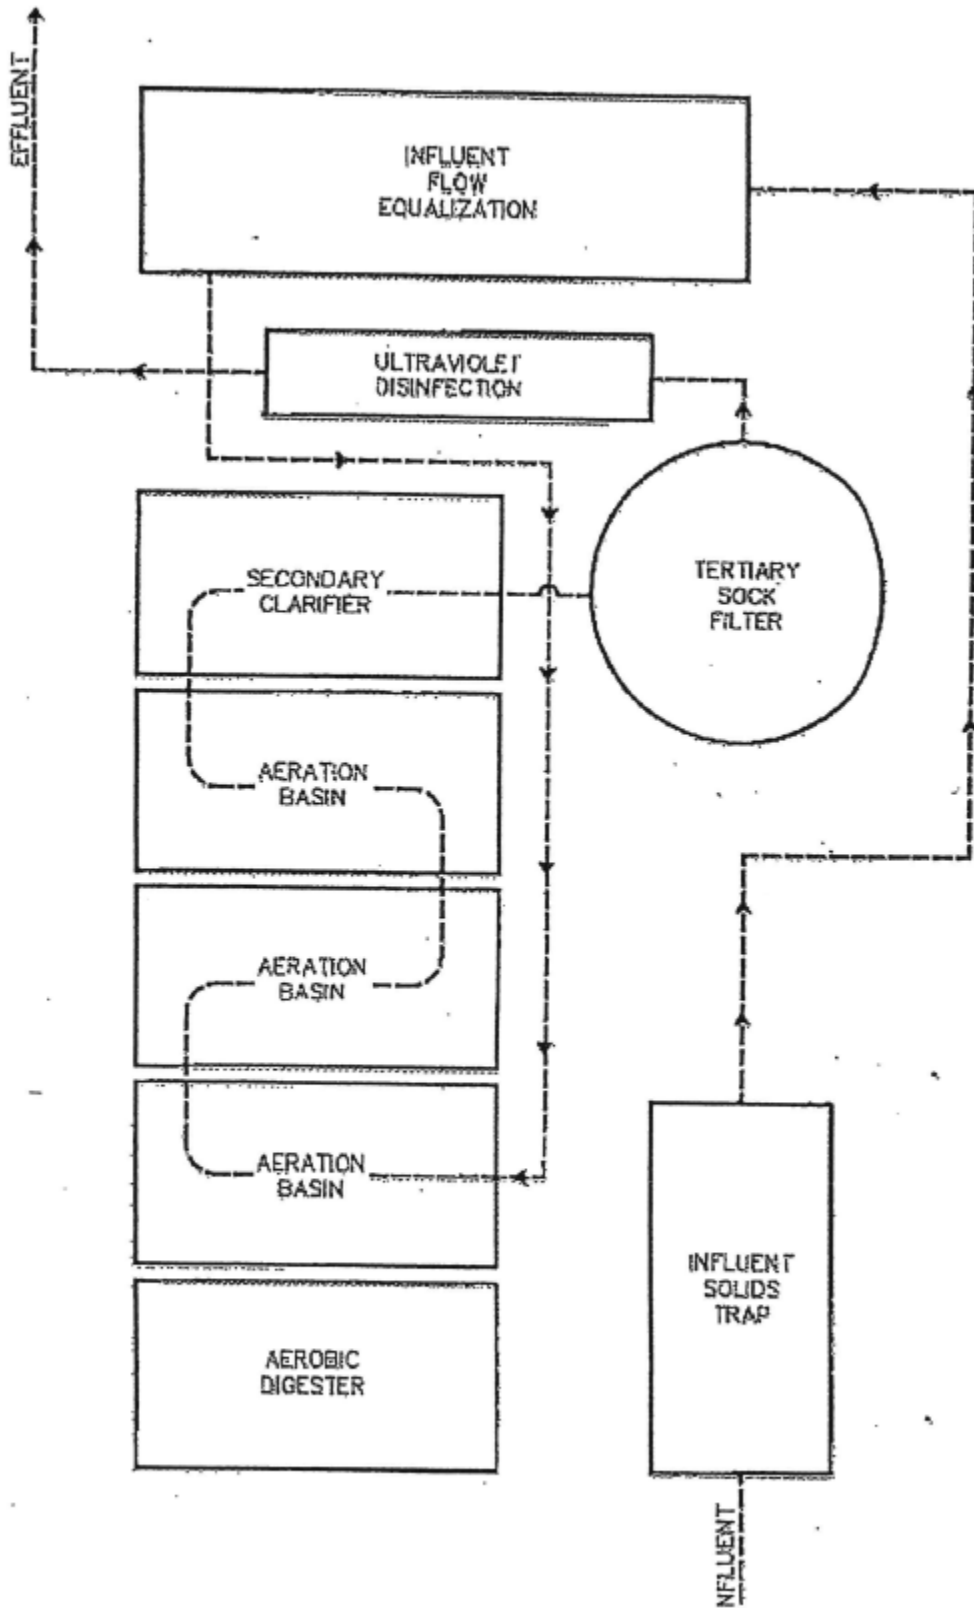 EFFLUENT
INFLUENT
FLOW
EQUALIZATION
ULTRAVIOLET
DISINFECTION
SECONDARY
CLARIFIER
TERTIARY
SOCK
FILTER
AERATION
BASIN
AERATION
BASIN
AERATION
BASIN
INFLUENT
SOLIDS
TRAP
AEROBIC
DIGESTER
NFLUENT